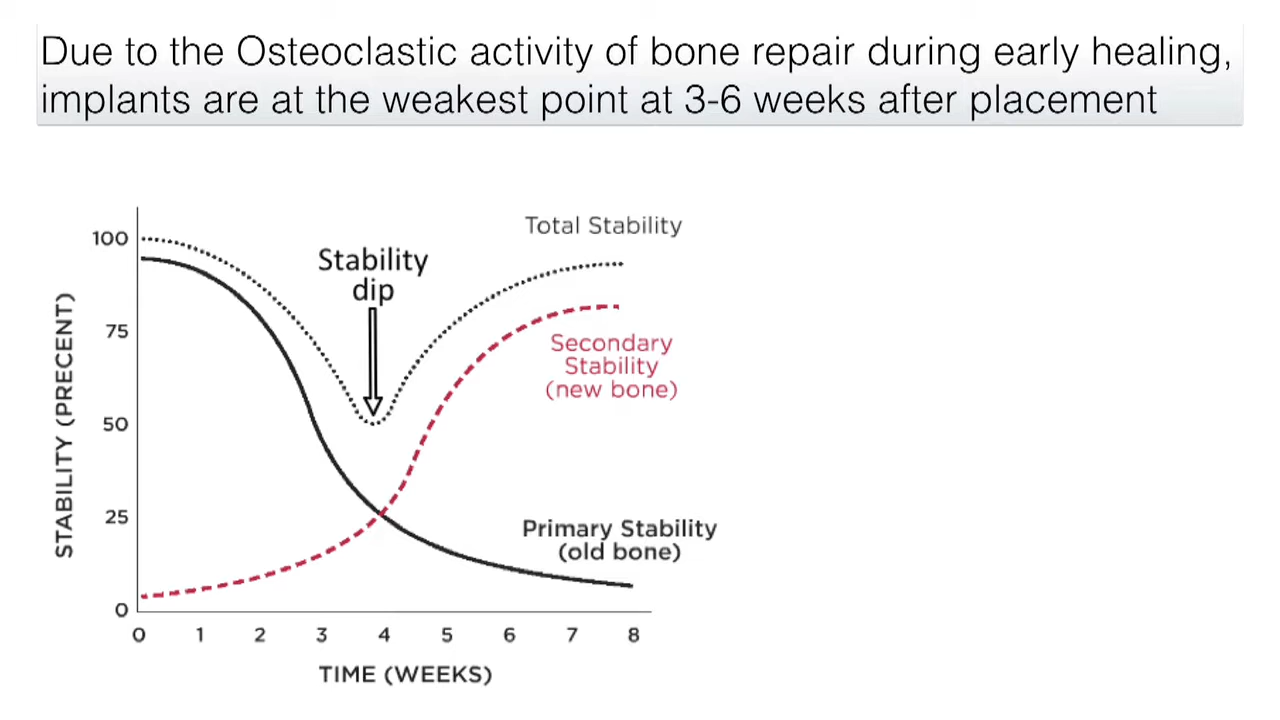 Due to the Osteoclastic activity of bone repair during early healing,
implants are at the weakest point at 3-6 weeks after placement
Total Stability
Stability
dip
Secondary
Stability
(new bone)
Primary Stability
(old bone)
STABILITY (PRECENT)
100
75
50
25
0
0 1 2 3 4 5 6 7 8
TIME (WEEKS)